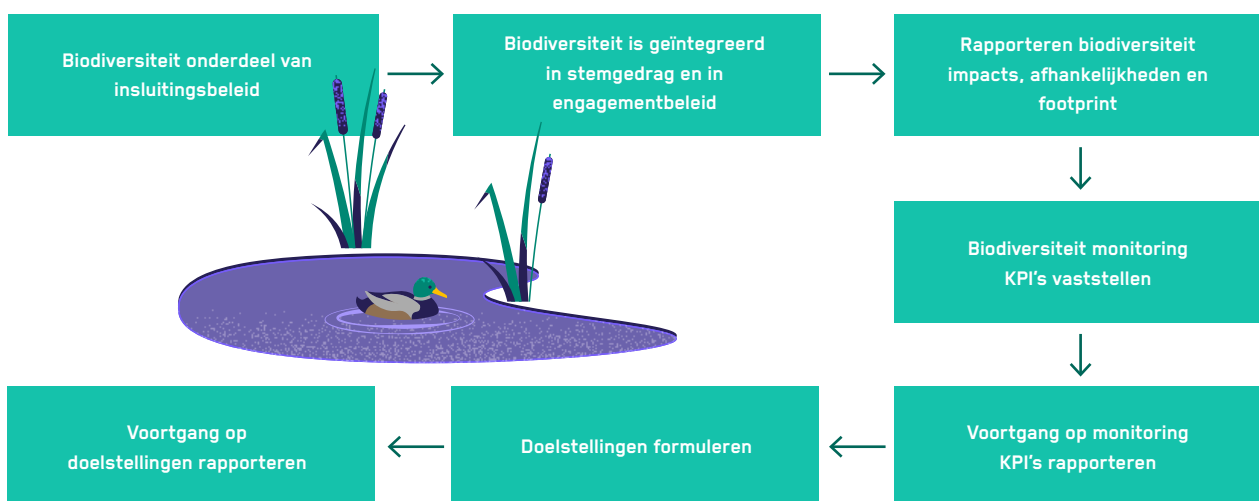 Biodiversiteit onderdeel van
insluitingsbeleid
Biodiversiteit is geïntegreerd
in stemgedrag en in
engagementbeleid
Rapporteren biodiversiteit
impacts, afhankelijkheden en
footprint
Biodiversiteit monitoring
KPI's vaststellen
Voortgang op monitoring
KPI's rapporteren
Doelstellingen formuleren
Voortgang op
doelstellingen rapporteren